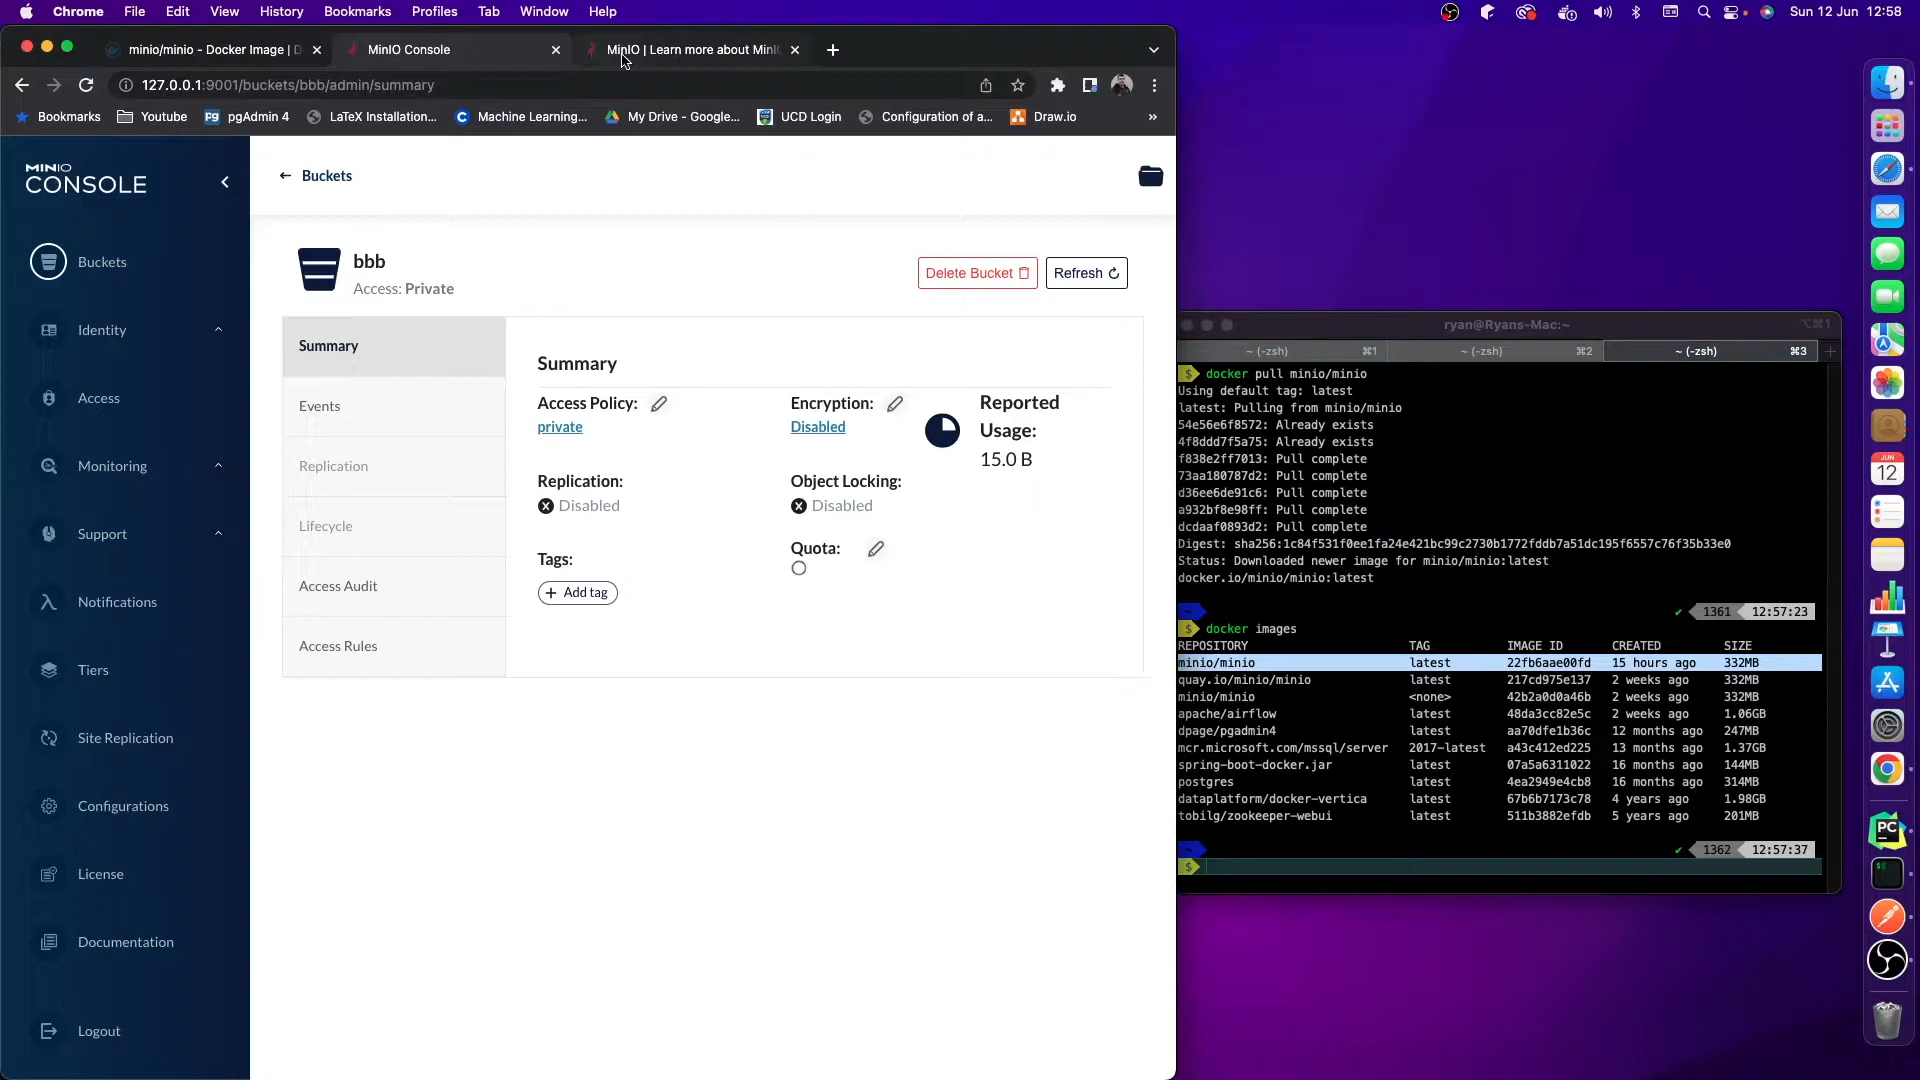 Chrome File Edit View History Bookmarks Profiles Tab Window Help
Sun 12 Jun 12:58
minio/minio - Docker Image | D
MinIO Console
MinIO | Learn more about MinI
127.0.0.1:9001/buckets/bbb/admin/summary
Bookmarks Youtube pgAdmin 4 LaTeX Installation... Machine Learning,... My Drive - Google... UCD Login Configuration of a... Draw.io »
MINIO
CONSOLE
Buckets
Identity
Access
Monitoring
Support
Notifications
Tiers
Site Replication
Configurations
License
Documentation
Logout
← Buckets
bbb
Access: Private
Delete Bucket
Refresh
Summary
Events
Replication
Lifecycle
Access Audit
Access Rules
Summary
Access Policy:
private
Encryption:
Disabled
Reported
Usage:
15.0 B
Replication:
Disabled
Object Locking:
Disabled
Tags:
+ Add tag
Quota:
ryan@Ryans-Mac:~
⌥⌘1
~ (-zsh) ⌘1 ~ (-zsh) ⌘2 ~ (-zsh) ⌘3 +
$ docker pull minio/minio
Using default tag: latest
latest: Pulling from minio/minio
54e56e6f8572: Already exists
4f8ddd7f5a75: Already exists
f838e2ff7013: Pull complete
73aa180787d2: Pull complete
d36ee6de91c6: Pull complete
a932bf8e98ff: Pull complete
dcdaaf0893d2: Pull complete
Digest: sha256:1c84f531f0ee1fa24e421bc99c2730b1772fddb7a51dc195f6557c76f35b33e0
Status: Downloaded newer image for minio/minio:latest
docker.io/minio/minio:latest
~ ✔ 1361 12:57:23
$ docker images
REPOSITORY TAG IMAGE ID CREATED SIZE
minio/minio latest 22fb6aae00fd 15 hours ago 332MB
quay.io/minio/minio latest 217cd975e137 2 weeks ago 332MB
minio/minio <none> 42b2a0d0a46b 2 weeks ago 332MB
apache/airflow latest 48da3cc82e5c 2 weeks ago 1.06GB
dpage/pgadmin4 latest aa70dfe1b36c 12 months ago 247MB
mcr.microsoft.com/mssql/server 2017-latest a43c412ed225 13 months ago 1.37GB
spring-boot-docker.jar latest 07a5a6311022 16 months ago 144MB
postgres latest 4ea2949e4cb8 16 months ago 314MB
dataplatform/docker-vertica latest 67b6b7173c78 4 years ago 1.98GB
tobilg/zookeeper-webui latest 511b3882efdb 5 years ago 201MB
~ ✔ 1362 12:57:37
$
JUN
12
PC